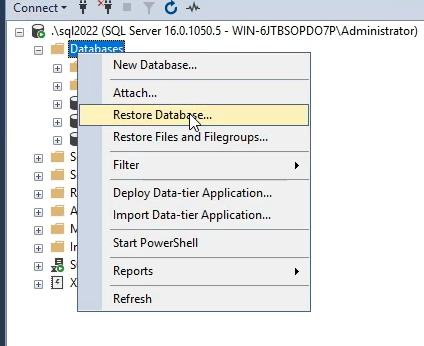 Connect
.\sql2022 (SQL Server 16.0.1050.5 - WIN-6JTBSOPDO7P\Administrator)
Databases
New Database...
Attach...
Restore Database...
Restore Files and Filegroups...
Filter
Deploy Data-tier Application...
Import Data-tier Application...
Start PowerShell
Reports
Refresh